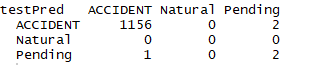 testPred ACCIDENT Natural Pending
ACCIDENT 1156 0 2
Natural 0 0 0
Pending 1 0 2